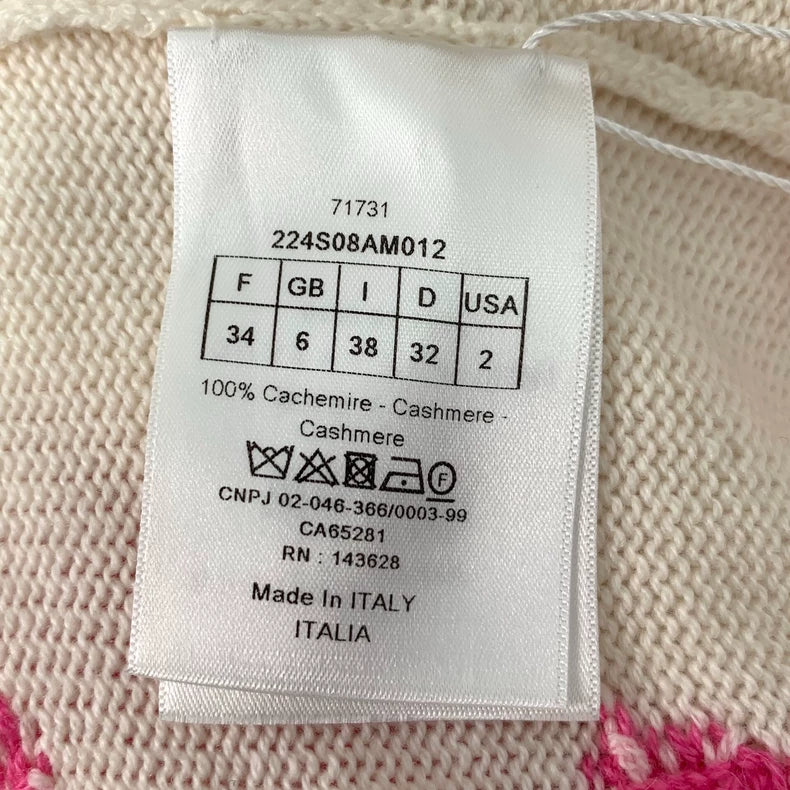 71731
224S08AM012
F GB I D USA
34 6 38 32 2
100% Cachemire - Cashmere -
Cashmere
F
CNPJ 02-046-366/0003-99
CA65281
RN : 143628
Made In ITALY
ITALIA